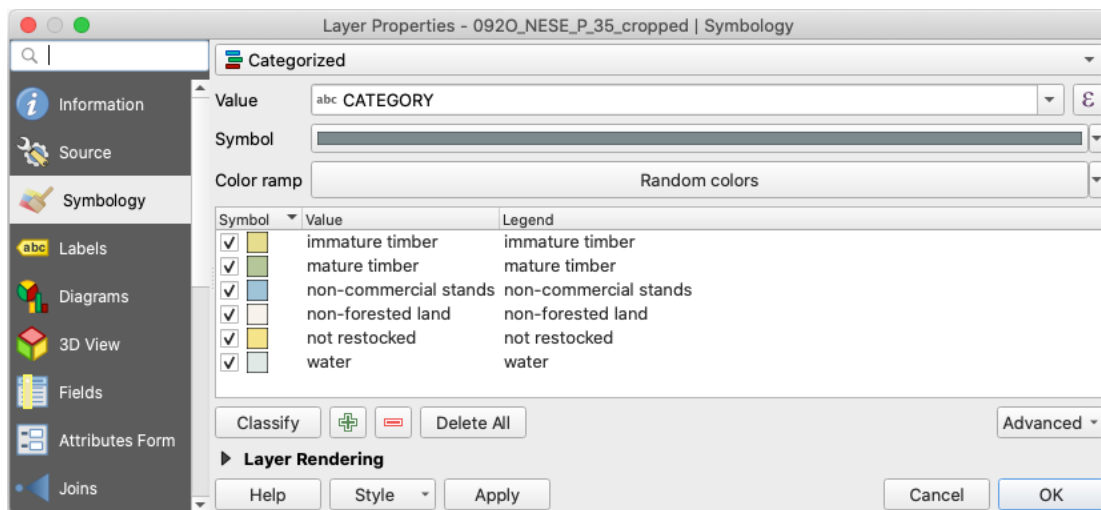 Layer Properties - 092O_NESE_P_35_cropped | Symbology
Categorized
Information
Value abc CATEGORY ε
Source
Symbol
Symbology
Color ramp Random colors
Symbol Value Legend
immature timber immature timber
abc Labels
mature timber mature timber
non-commercial stands non-commercial stands
Diagrams
non-forested land non-forested land
3D View
not restocked not restocked
water water
Fields
Classify Delete All Advanced
Attributes Form
Layer Rendering
Joins
Help Style Apply Cancel OK